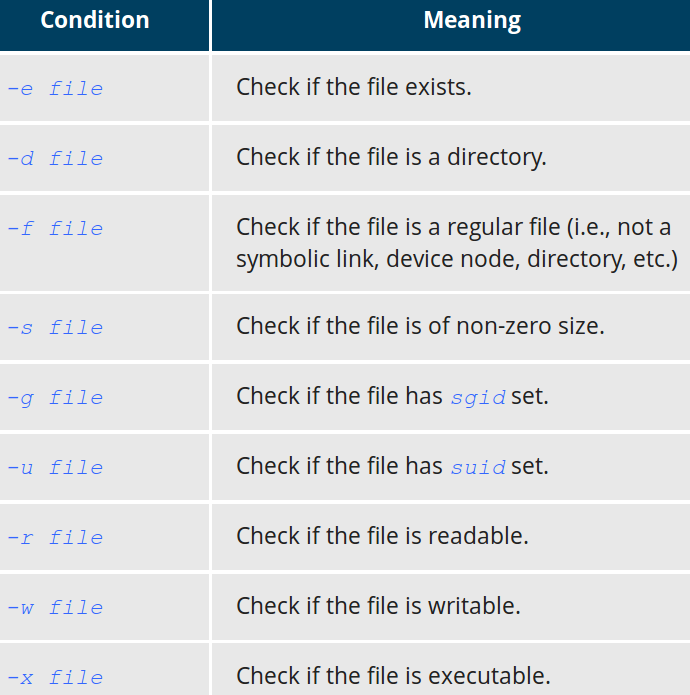 Condition Meaning
-e file Check if the file exists.
-d file Check if the file is a directory.
-f file Check if the file is a regular file (i.e., not a
symbolic link, device node, directory, etc.)
-s file Check if the file is of non-zero size.
-g file Check if the file has sgid set.
-u file Check if the file has suid set.
-r file Check if the file is readable.
-w file Check if the file is writable.
-x file Check if the file is executable.